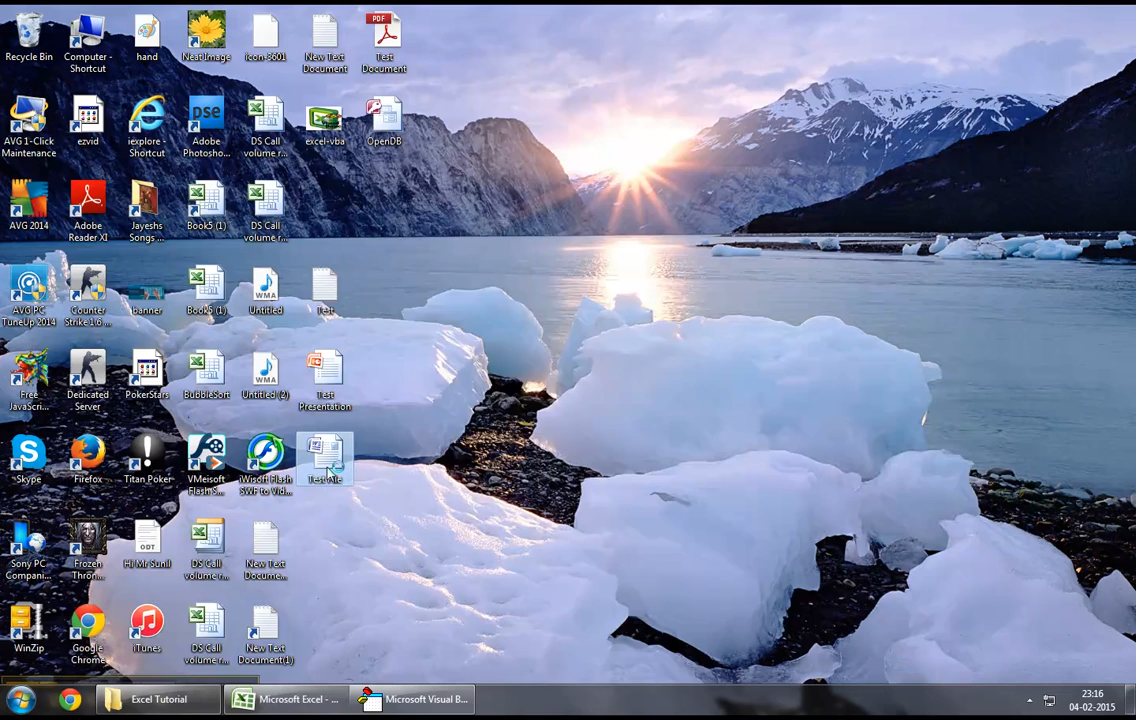 Recycle Bin
Computer - Shortcut
hand
Neat Image
icon-3601
New Text Document
PDF
Test Document
AVG 1-Click Maintenance
ezvid
iexplore - Shortcut
pse
Adobe Photosho...
DS Call volume r...
excel-vba
OpenDB
AVG 2014
Adobe Reader XI
Jayeshs Songs ...
Book5 (1)
DS Call volume r...
AVG PC TuneUp 2014
Counter Strike 1.6 ...
banner
Book5 (1)
WMA
Untitled
Test
Free JavaScri...
Dedicated Server
PokerStars
BubbleSort
WMA
Untitled (2)
Test Presentation
Skype
Firefox
Titan Poker
VMeisoft Flash S...
iWisoft Flash SWF to Vid...
Test File
Sony PC Compani...
Frozen Thron...
ODT
Hi Mr Sunil
DS Call volume r...
New Text Docume...
WinZip
Google Chrome
iTunes
DS Call volume r...
New Text Document(1)
Excel Tutorial
Microsoft Excel - ...
Microsoft Visual B...
23:16
04-02-2015